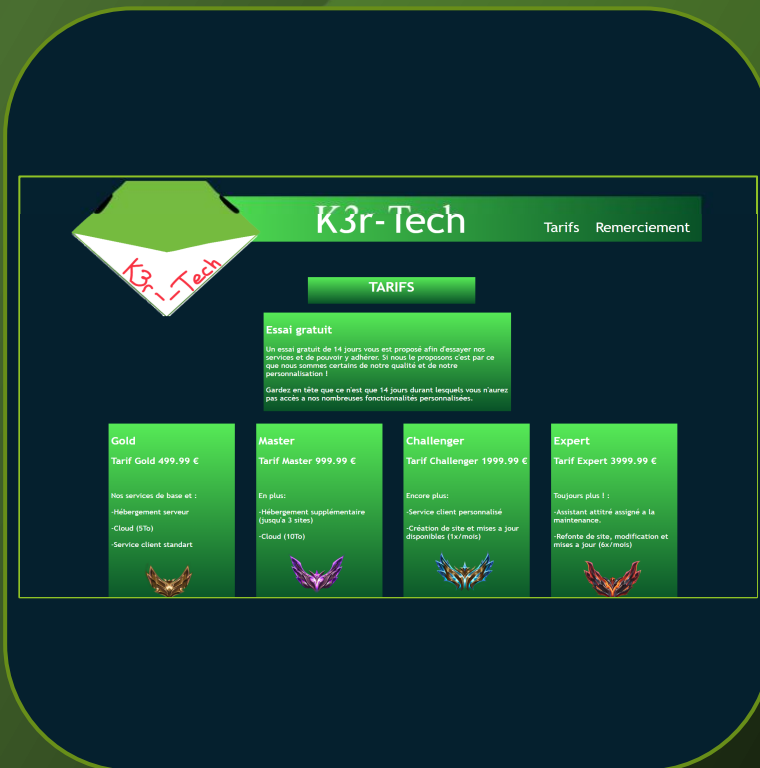 K3r-Tech
Tarifs Remerciement
K3r-Tech
TARIFS
Essai gratuit
Un essai gratuit de 14 jours vous est proposé afin d'essayer nos
services et de pouvoir y adhérer. Si nous le proposons c'est par ce
que nous sommes certains de notre qualité et de notre
personnalisation !
Gardez en tête que ce n'est que 14 jours durant lesquels vous n'aurez
pas accès a nos nombreuses fonctionnalités personnalisées.
Gold
Tarif Gold 499.99 €
Nos services de base et :
-Hébergement serveur
-Cloud (5To)
-Service client standart
Master
Tarif Master 999.99 €
En plus:
-Hébergement supplémentaire
(jusqu'a 3 sites)
-Cloud (10To)
Challenger
Tarif Challenger 1999.99 €
Encore plus:
-Service client personnalisé
-Création de site et mises a jour
disponibles (1x/mois)
Expert
Tarif Expert 3999.99 €
Toujours plus ! :
-Assistant attitré assigné a la
maintenance.
-Refonte de site, modification et
mises a jour (6x/mois)